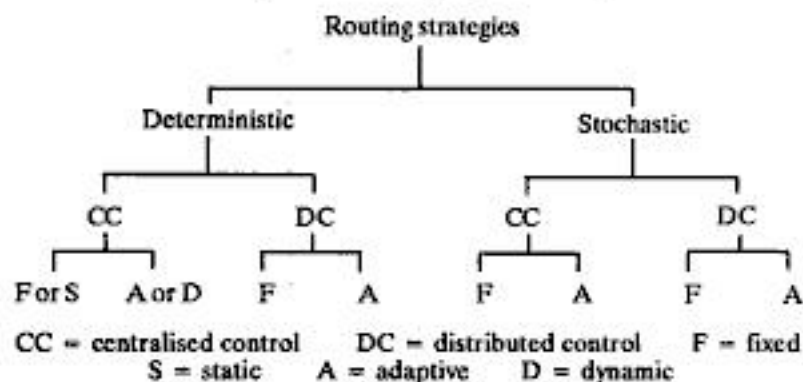 Routing strategies
Deterministic Stochastic
CC DC CC DC
F or S A or D F A F A F A
CC = centralised control DC = distributed control F = fixed
S = static A = adaptive D = dynamic